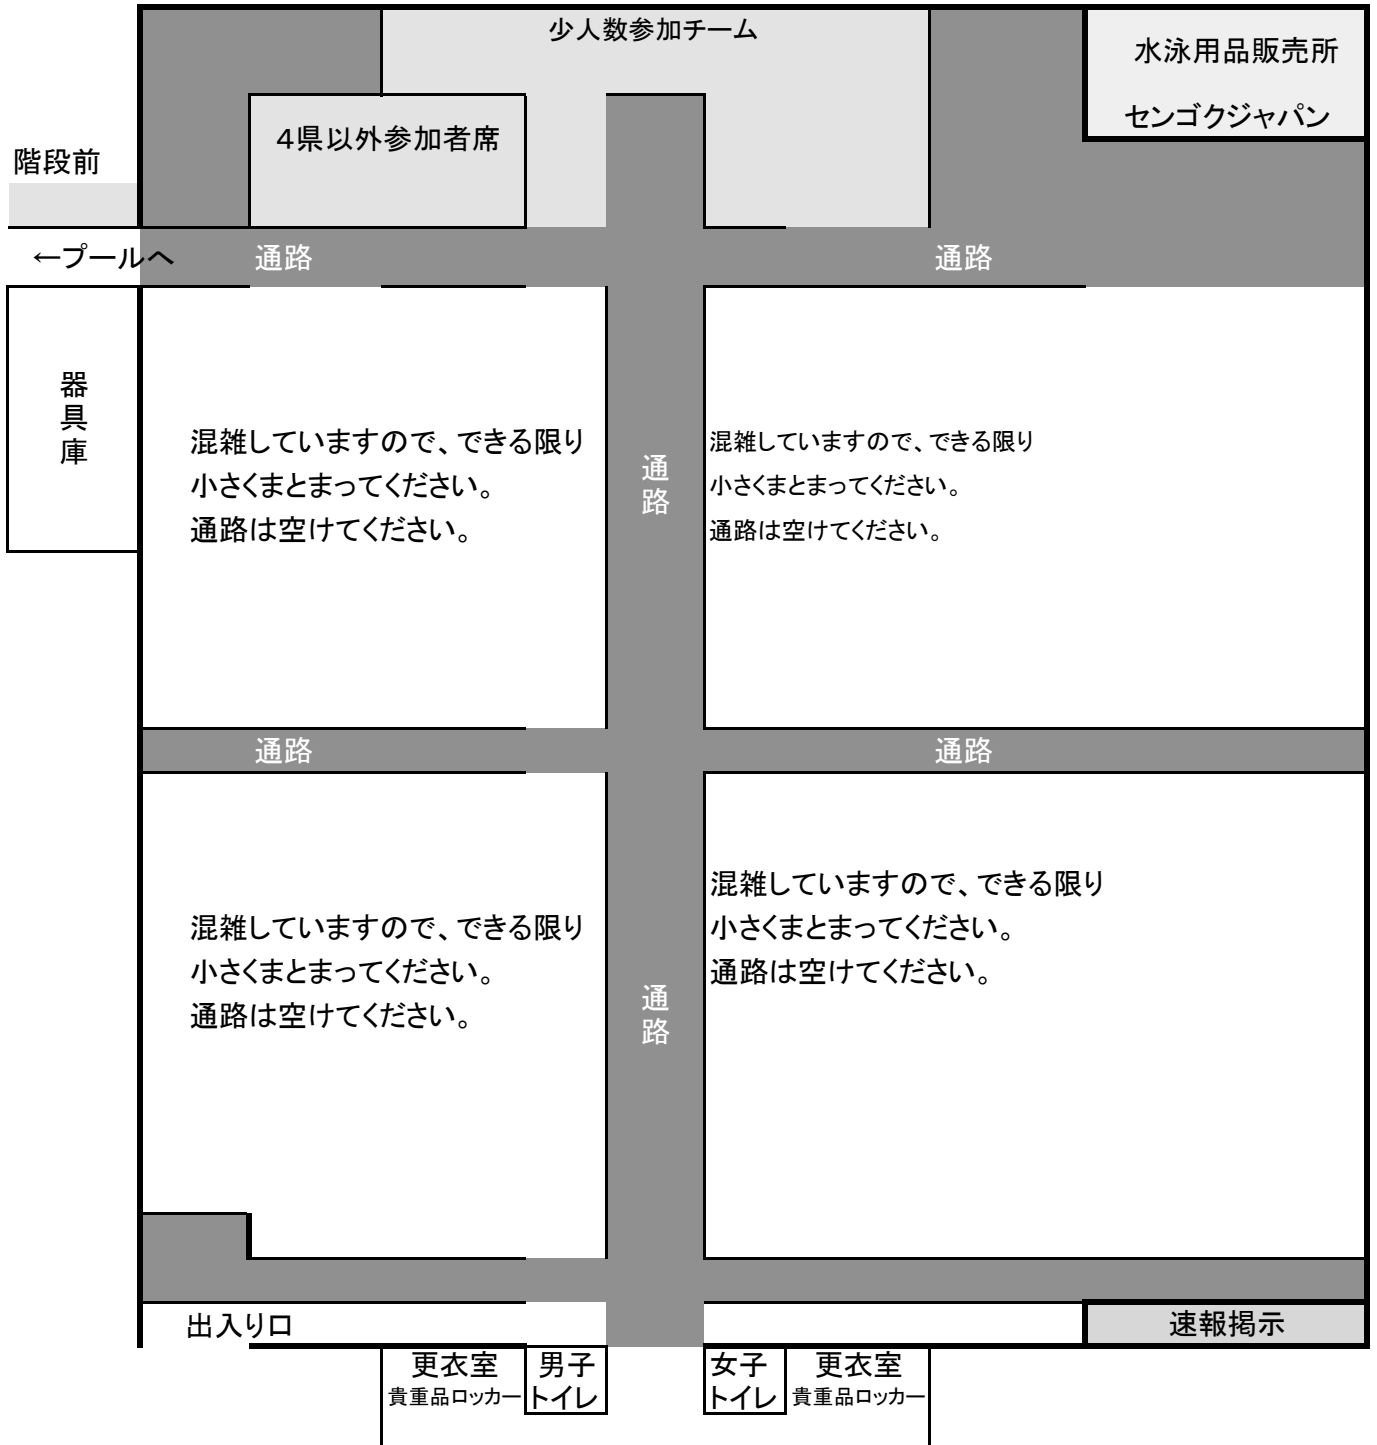 少人数参加チーム
水泳用品販売所
センゴクジャパン
4県以外参加者席
階段前
←プールへ
通路
通路
器具庫
混雑していますので、できる限り
小さくまとまってください。
通路は空けてください。
通路
混雑していますので、できる限り
小さくまとまってください。
通路は空けてください。
通路
通路
混雑していますので、できる限り
小さくまとまってください。
通路は空けてください。
通路
混雑していますので、できる限り
小さくまとまってください。
通路は空けてください。
出入り口
速報掲示
更衣室
貴重品ロッカー
男子
トイレ
女子
トイレ
更衣室
貴重品ロッカー